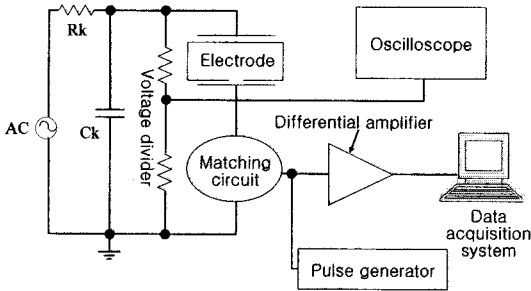 Rk
Electrode
Oscilloscope
Voltage divider
AC
Ck
Differential amplifier
Matching
circuit
Data
acquisition
system
Pulse generator